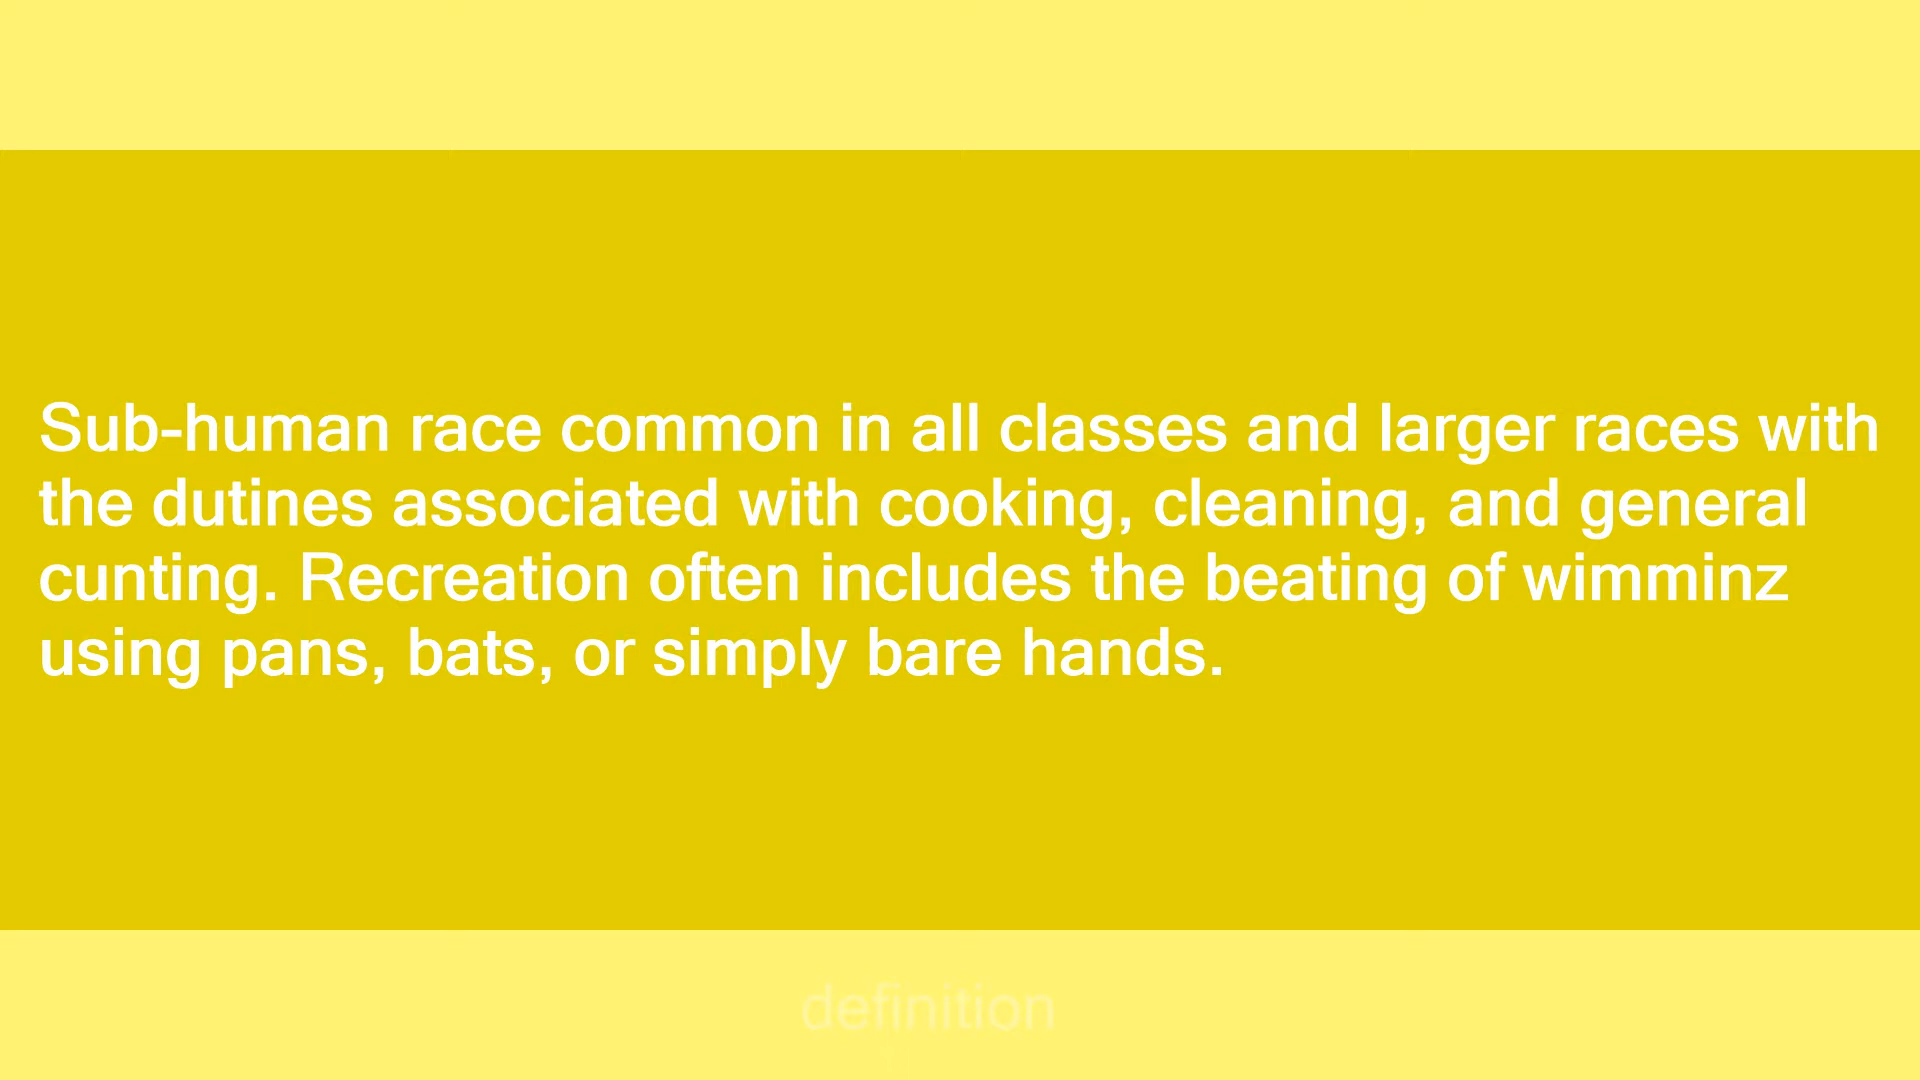 Sub-human race common in all classes and larger races with
the dutines associated with cooking, cleaning, and general
cunting. Recreation often includes the beating of wimminz
using pans, bats, or simply bare hands.
definition